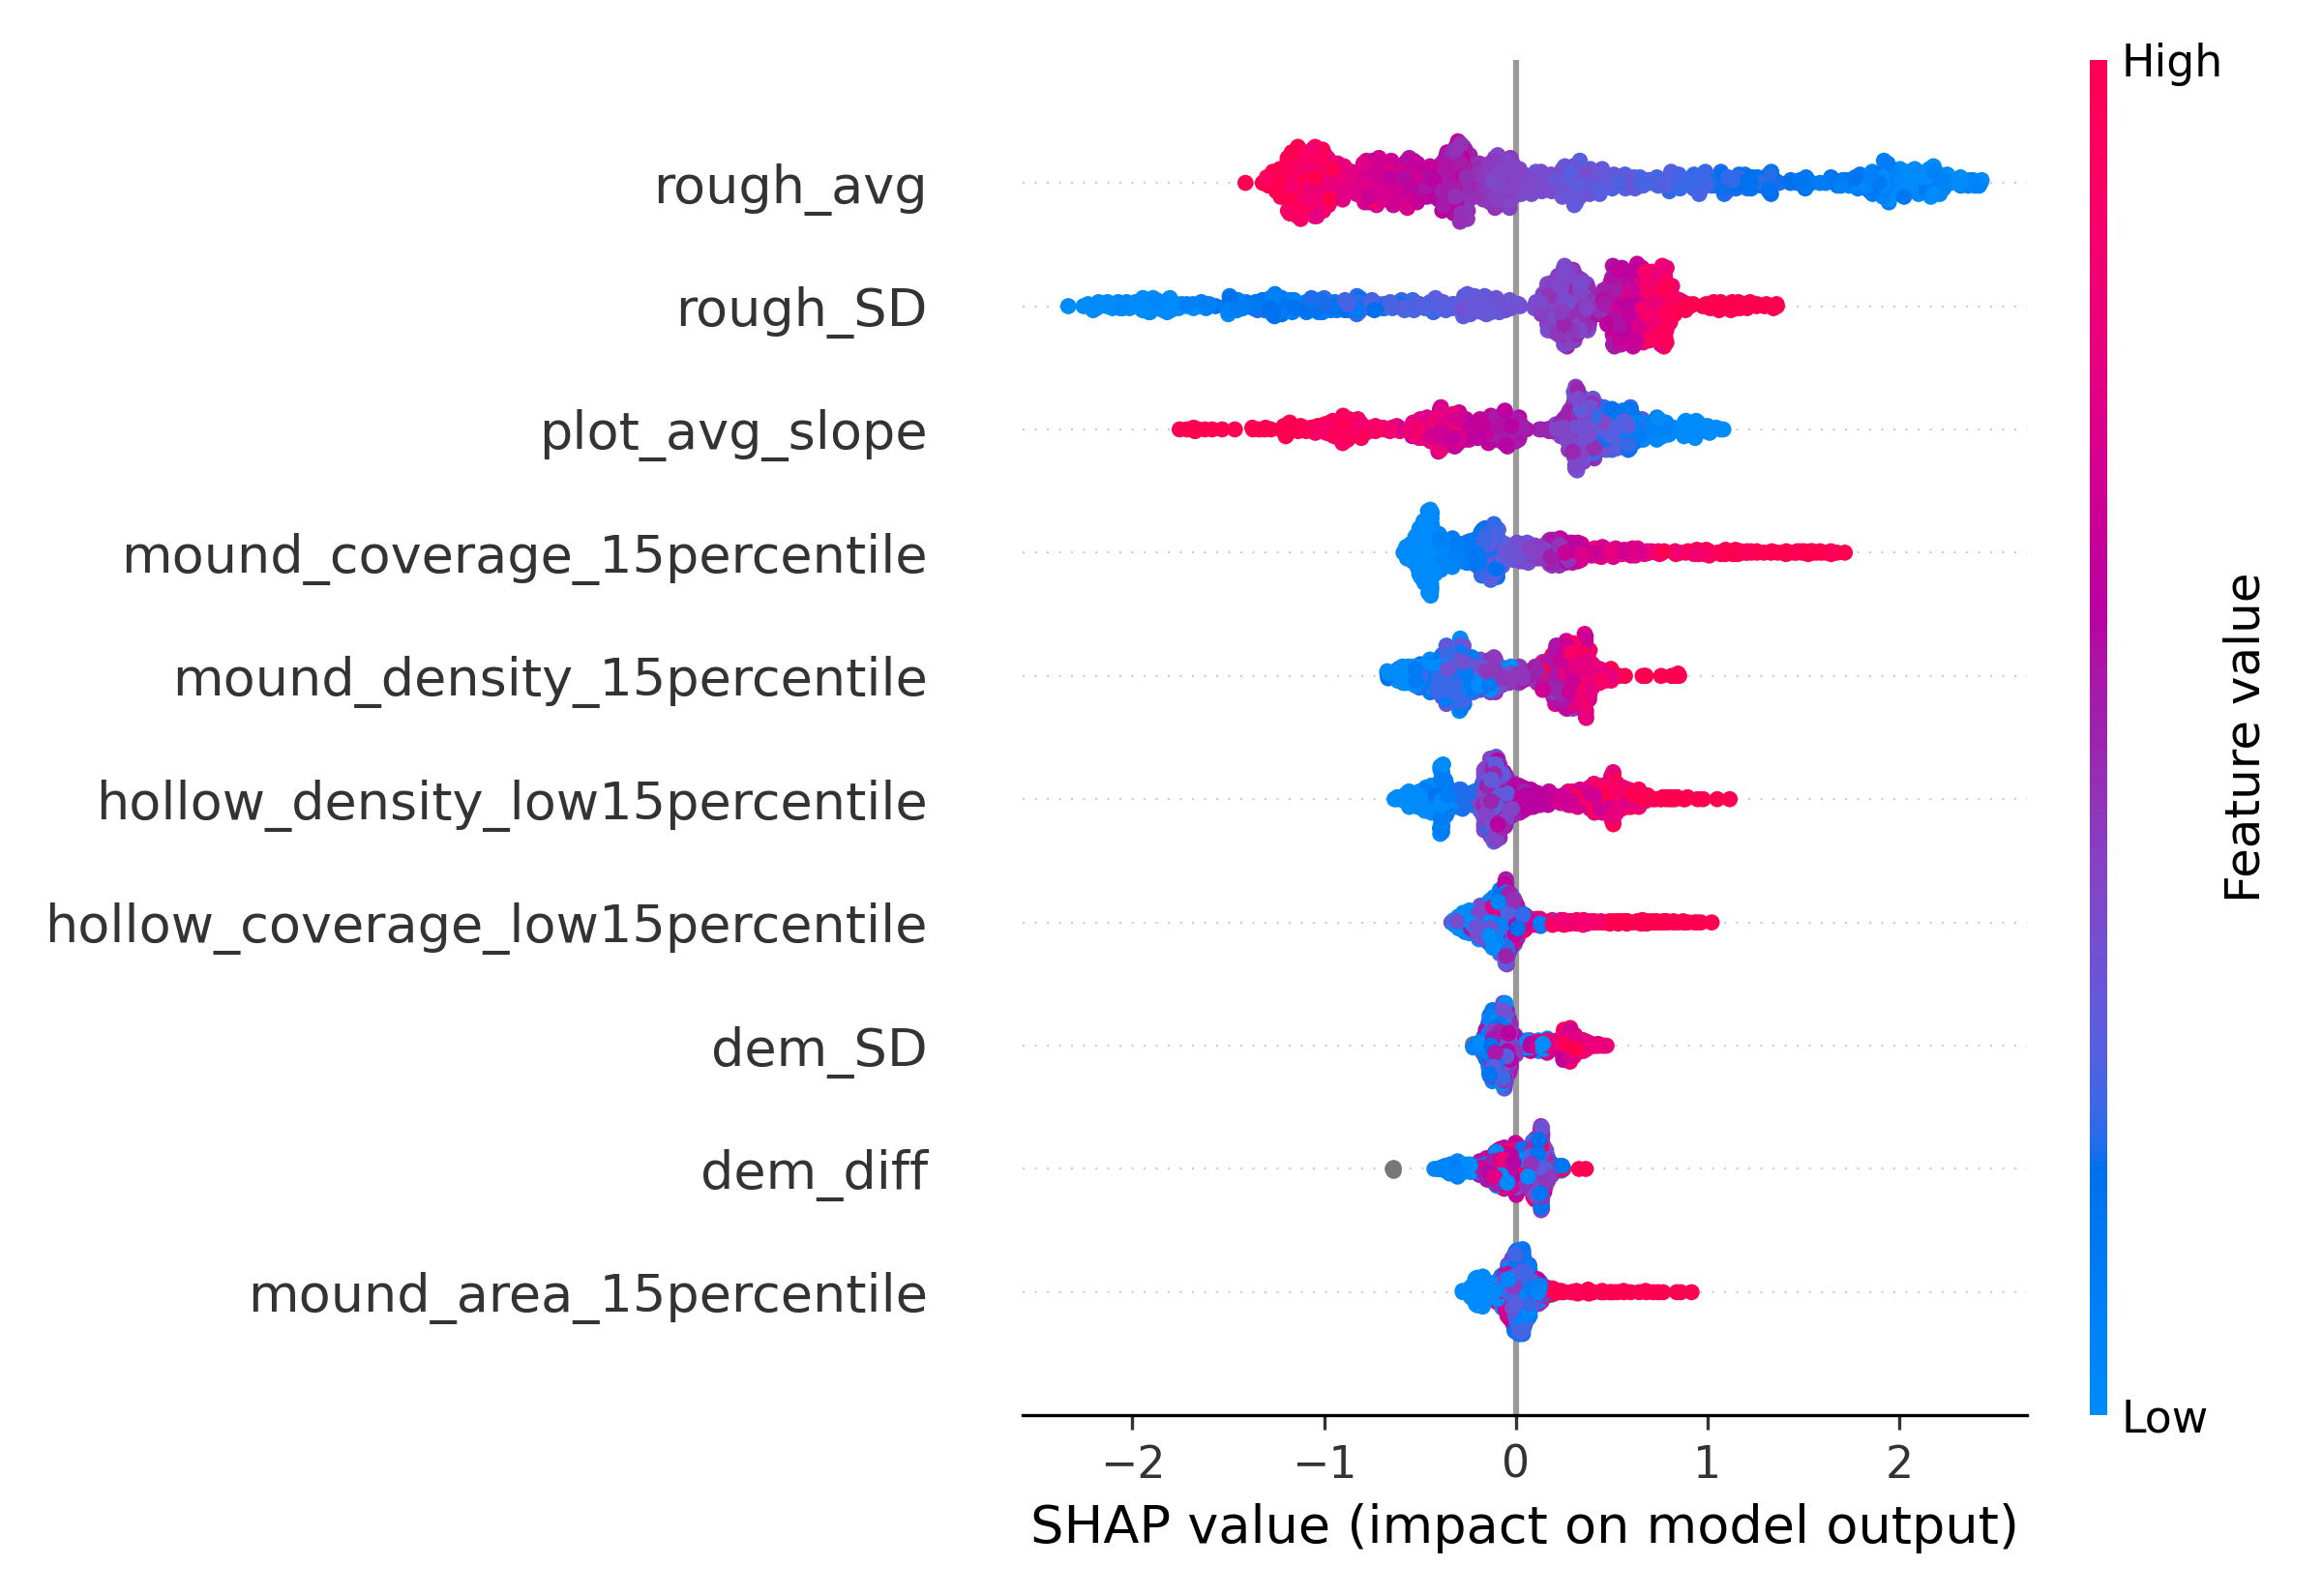 High
rough_avg
rough_SD
plot_avg_slope
mound_coverage_15percentile
mound_density_15percentile
hollow_density_low15percentile
hollow_coverage_low15percentile
dem_SD
dem_diff
mound_area_15percentile
Feature value
Low
−2 −1 0 1 2
SHAP value (impact on model output)